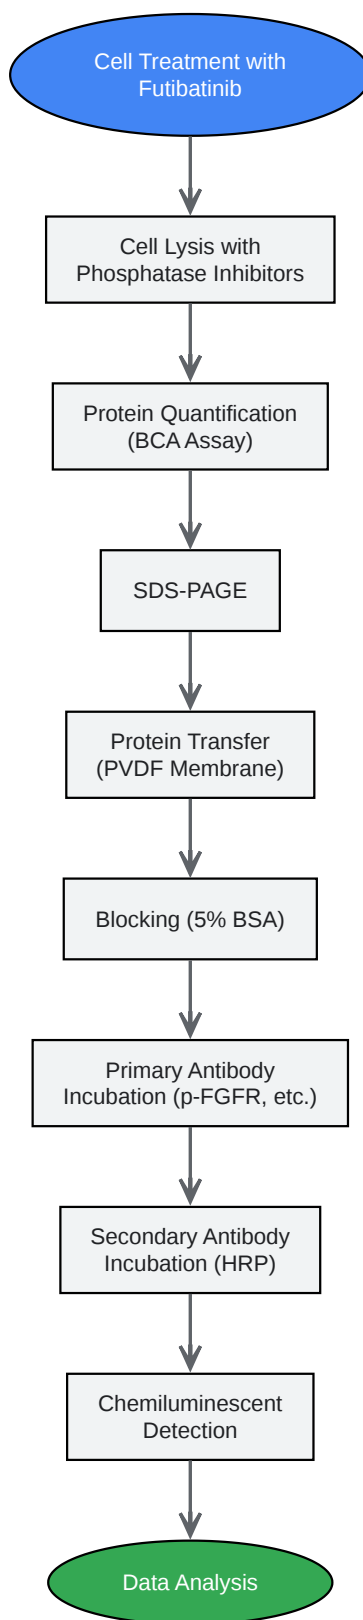 Cell Treatment with
Futibatinib
Cell Lysis with
Phosphatase Inhibitors
Protein Quantification
(BCA Assay)
SDS-PAGE
Protein Transfer
(PVDF Membrane)
Blocking (5% BSA)
Primary Antibody
Incubation (p-FGFR, etc.)
Secondary Antibody
Incubation (HRP)
Chemiluminescent
Detection
Data Analysis